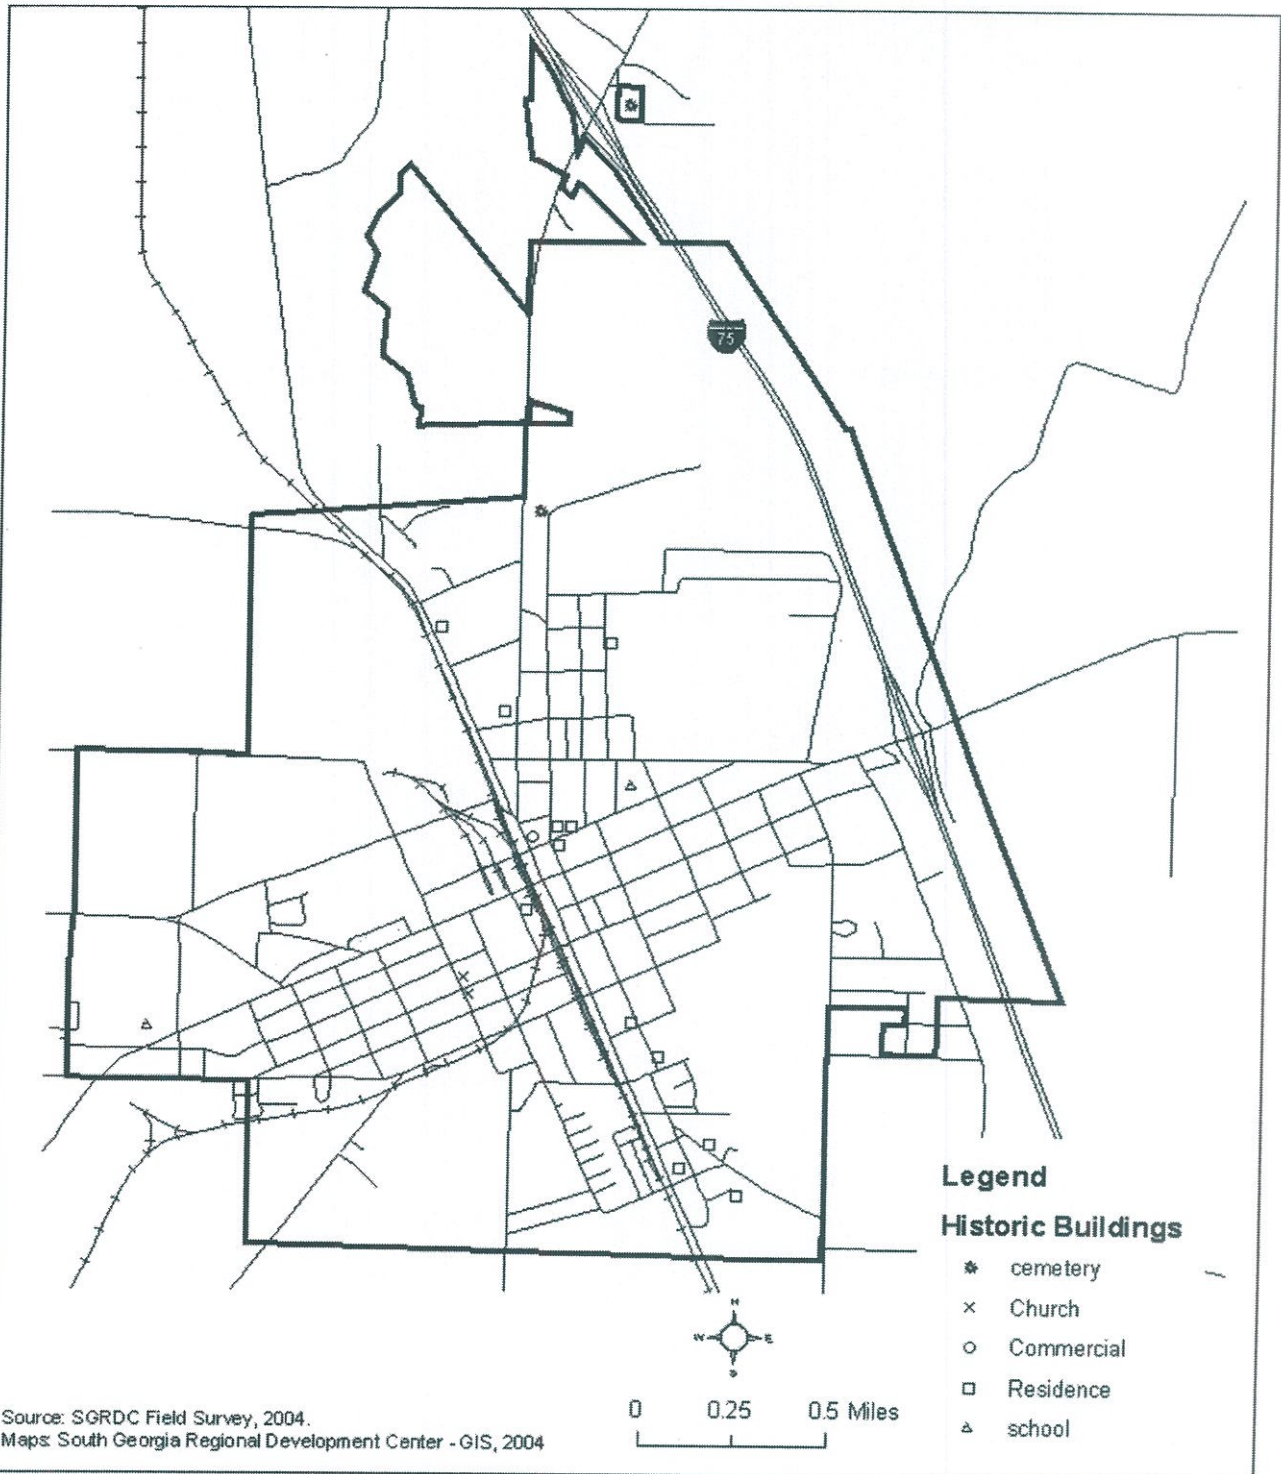 75
Legend
Historic Buildings
cemetery
Church
Commercial
Residence
school
N
W E
S
0 0.25 0.5 Miles
Source: SGRDC Field Survey, 2004.
Maps: South Georgia Regional Development Center - GIS, 2004